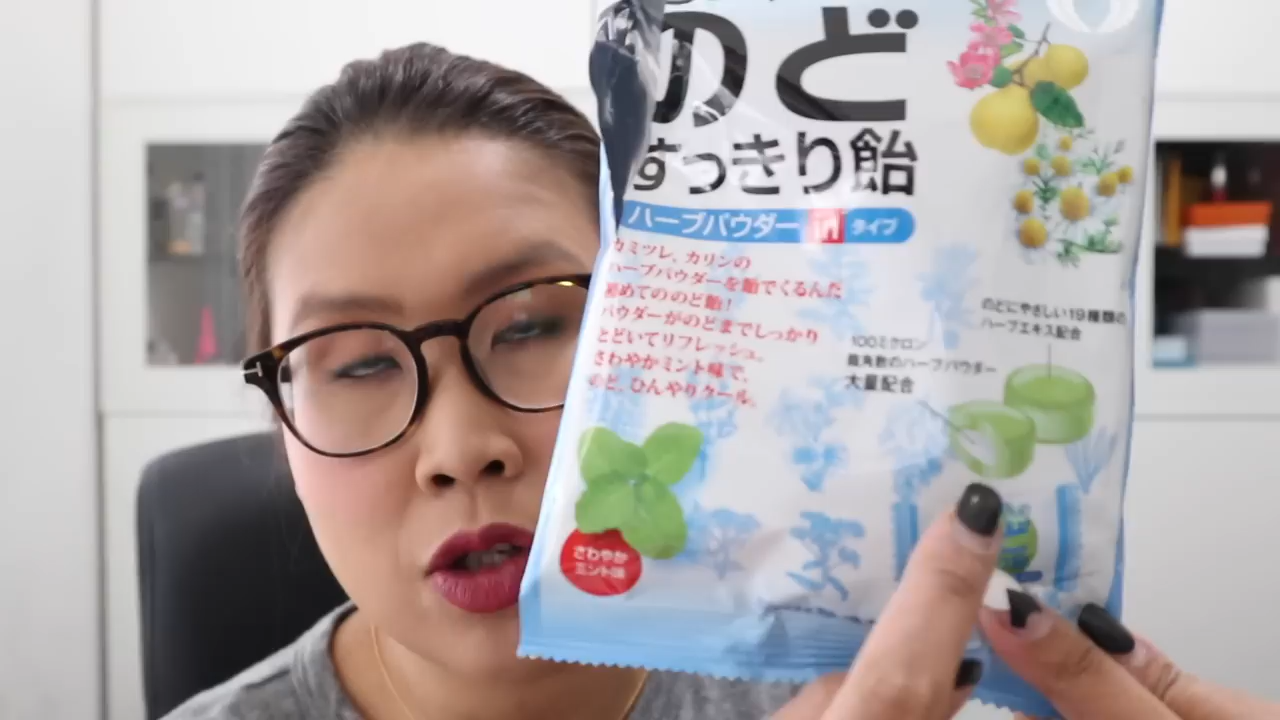 のど
すっきり飴
ハーブパウダー in タイプ
カミツレ、カリンの
ハーブパウダーを飴でくるんだ
初めてののど飴!
パウダーがのどまでしっかり
とどいてリフレッシュ。
さわやかミント味で、
のど、ひんやりクール。
のどにやさしい19種類の
ハーブエキス配合
100ミクロン
鋭角散のハーブパウダー
大量配合
さわやか
ミント味